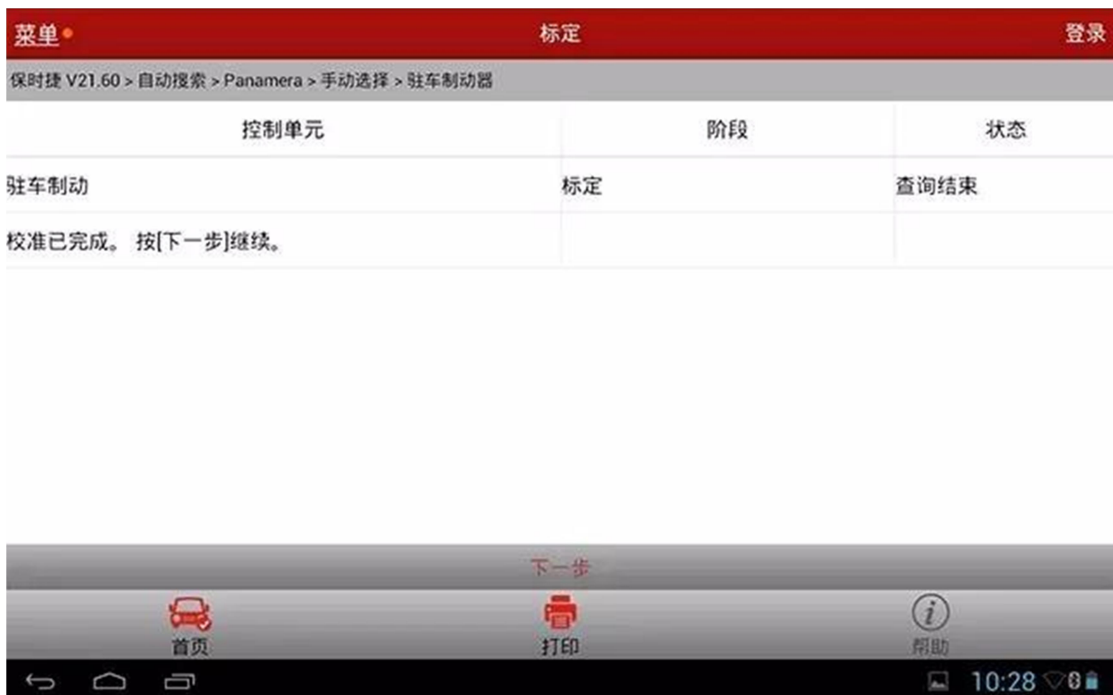 菜单 标定 登录
保时捷 V21.60 > 自动搜索 > Panamera > 手动选择 > 驻车制动器
控制单元 阶段 状态
驻车制动 标定 查询结束
校准已完成。 按[下一步]继续。
下一步
首页 打印 帮助
10:28